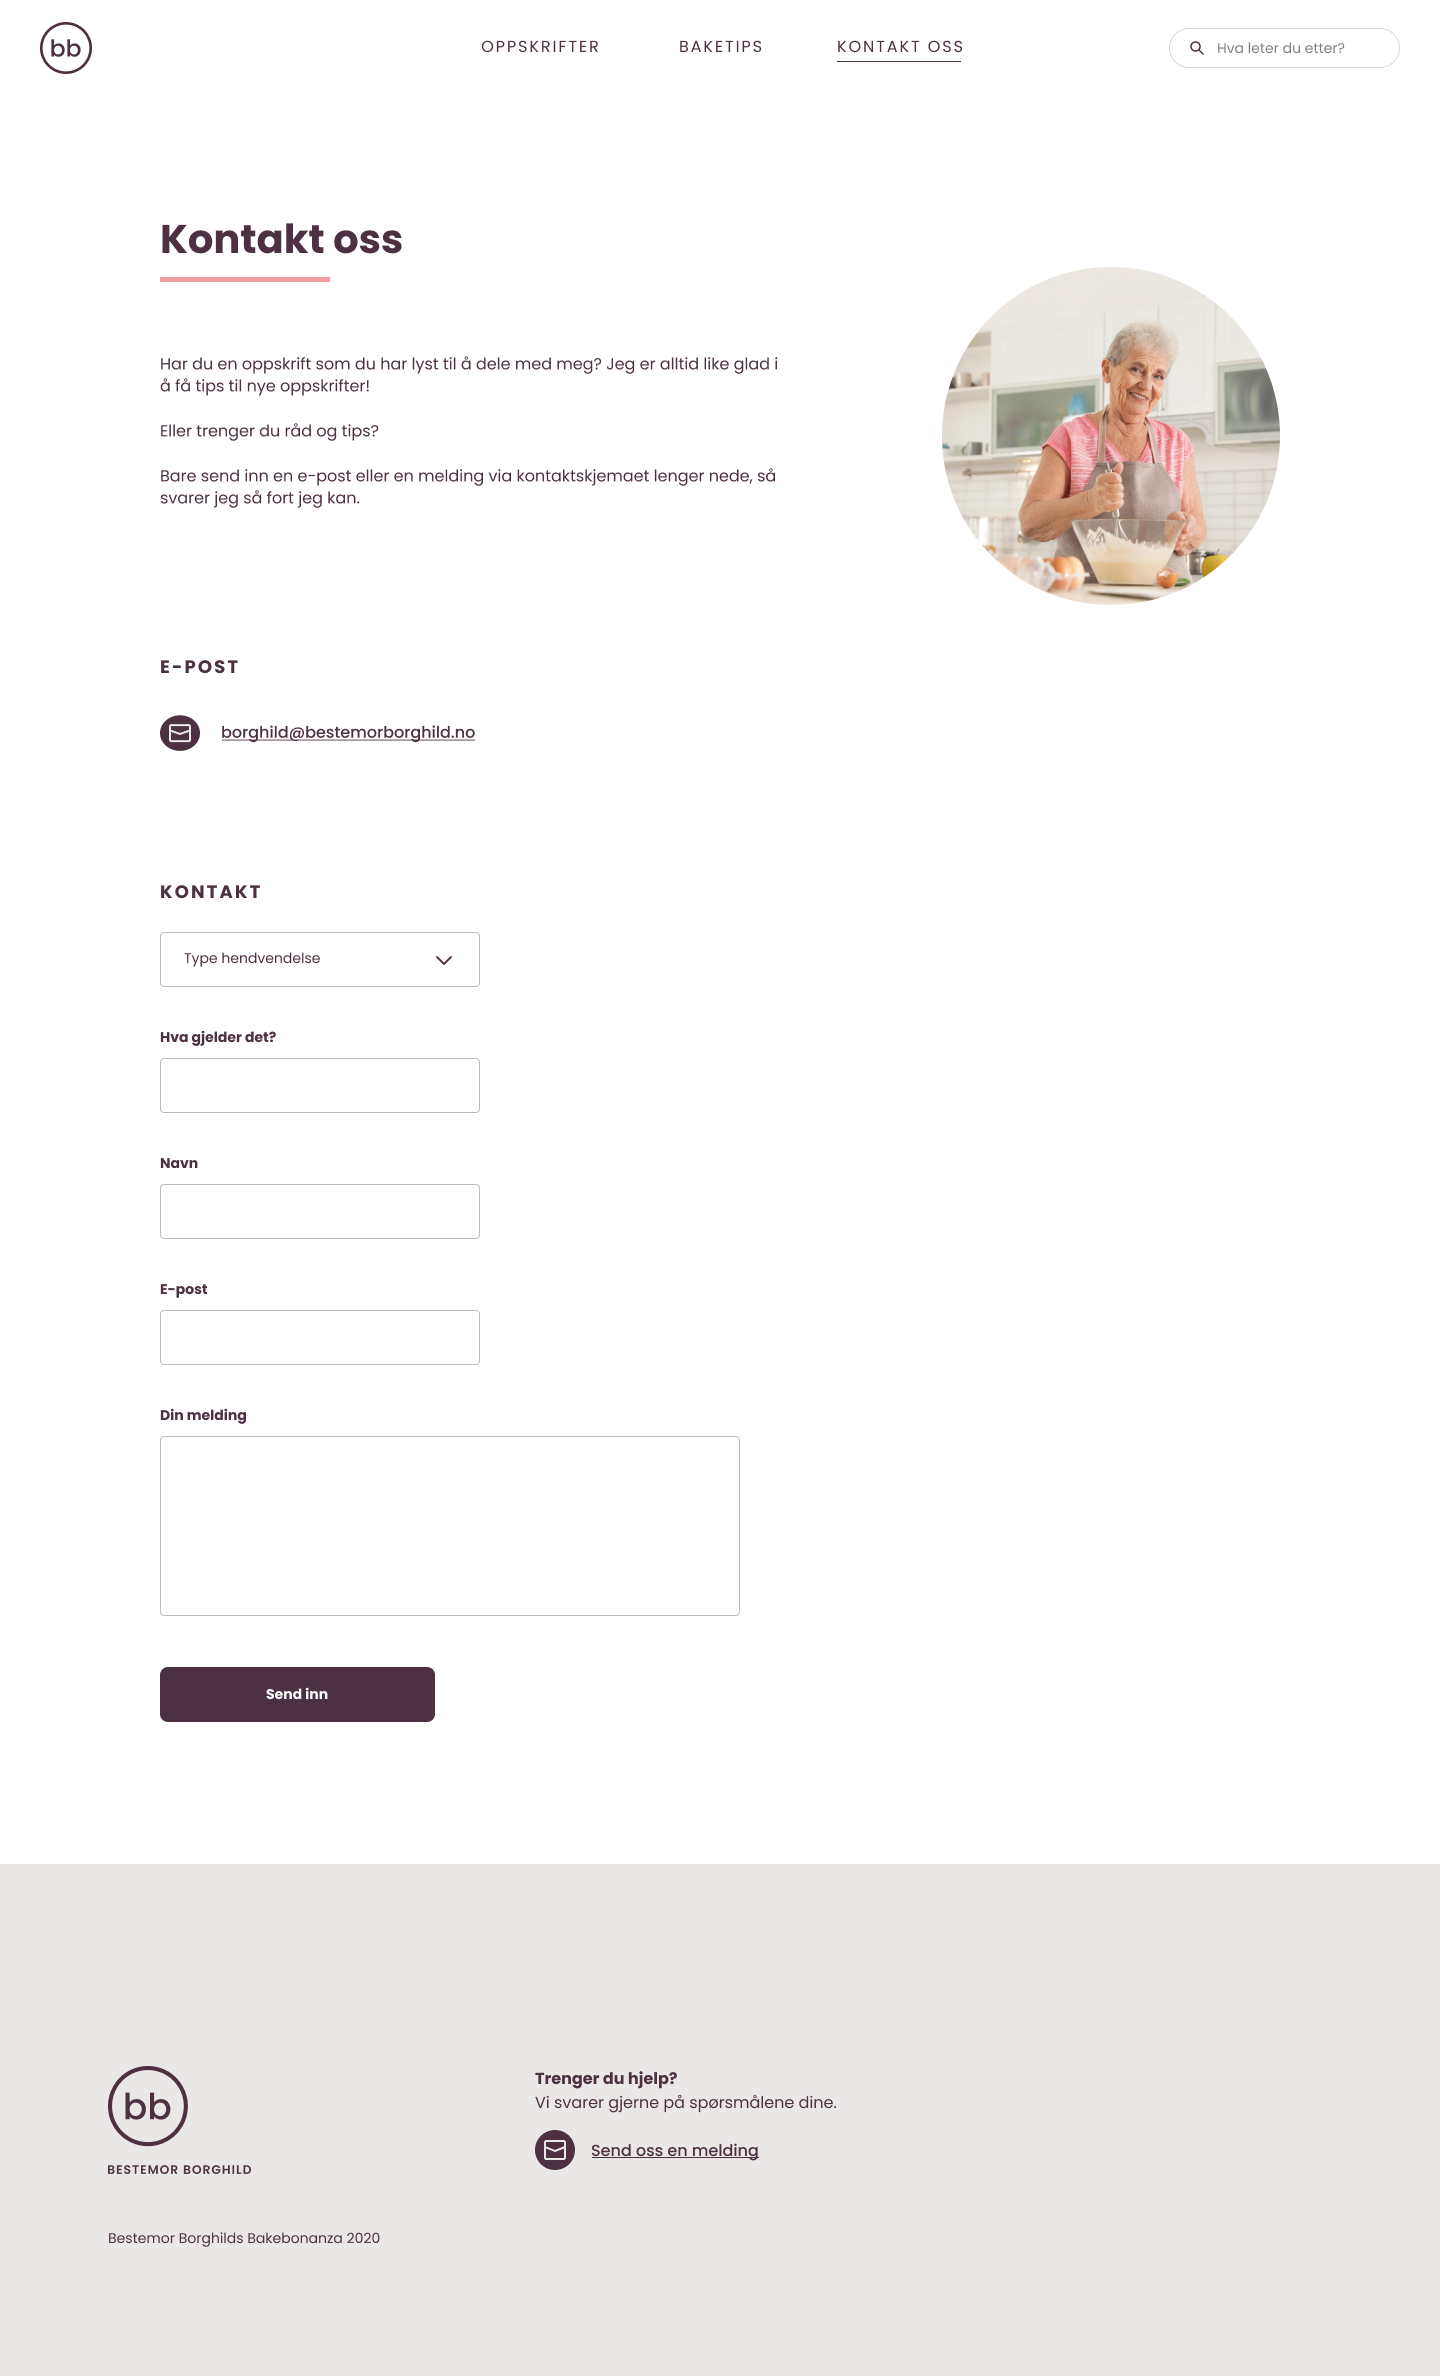 bb
OPPSKRIFTER
BAKETIPS
KONTAKT OSS
Hva leter du etter?
Kontakt oss
Har du en oppskrift som du har lyst til å dele med meg? Jeg er alltid like glad i
å få tips til nye oppskrifter!
Eller trenger du råd og tips?
Bare send inn en e-post eller en melding via kontaktskjemaet lenger nede, så
svarer jeg så fort jeg kan.
E-POST
borghild@bestemorborghild.no
KONTAKT
Type hendvendelse
Hva gjelder det?
Navn
E-post
Din melding
Send inn
bb
BESTEMOR BORGHILD
Bestemor Borghilds Bakebonanza 2020
Trenger du hjelp?
Vi svarer gjerne på spørsmålene dine.
Send oss en melding